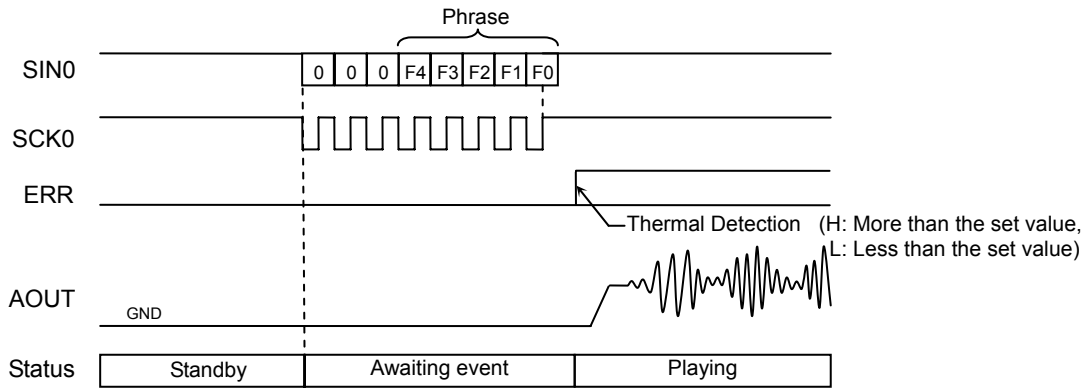 Phrase
SIN0
0 0 0 F4 F3 F2 F1 F0
SCK0
ERR
Thermal Detection (H: More than the set value,
L: Less than the set value)
AOUT
GND
Status
Standby
Awaiting event
Playing